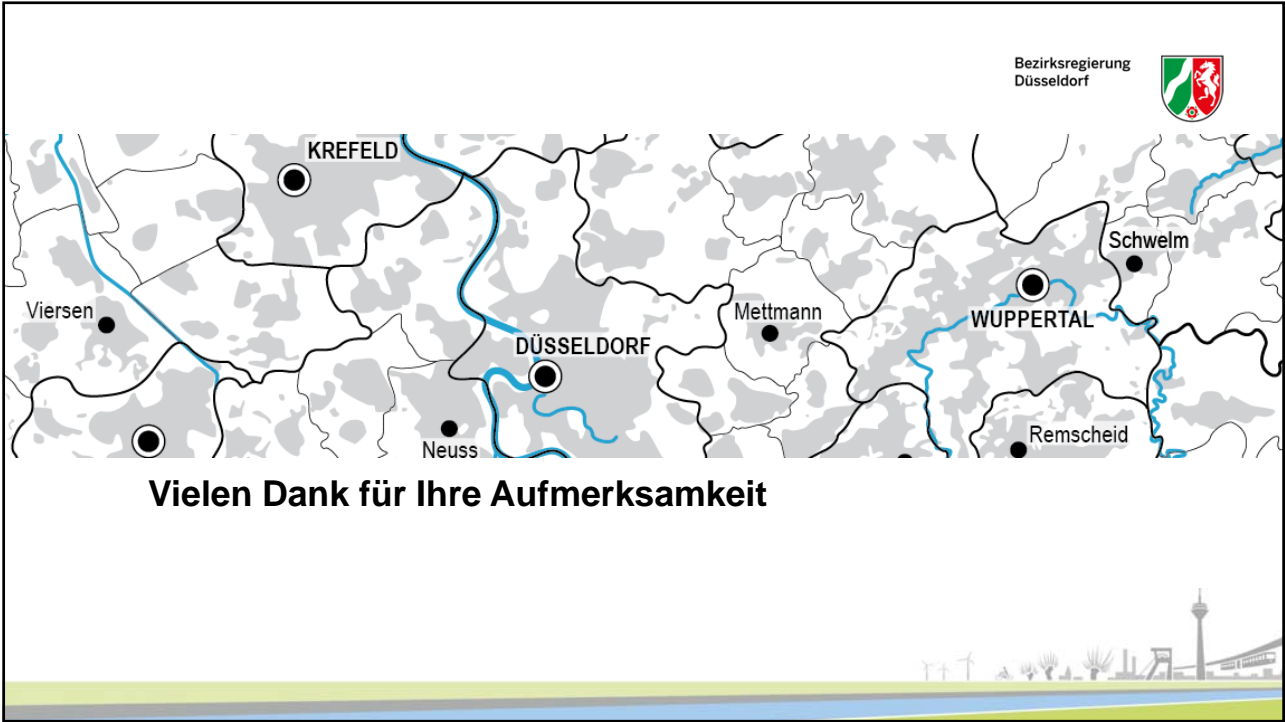 Bezirksregierung
Düsseldorf
KREFELD
Schwelm
Viersen
Mettmann
WUPPERTAL
DÜSSELDORF
Neuss
Remscheid
Vielen Dank für Ihre Aufmerksamkeit